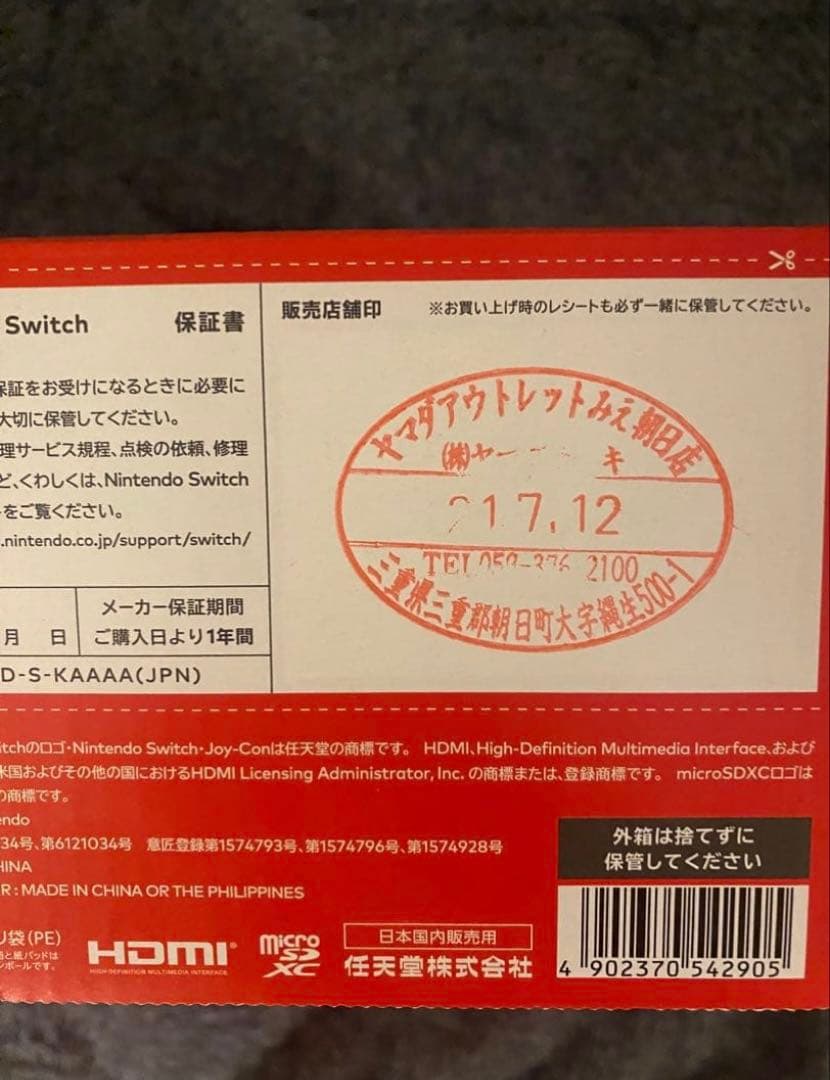 Switch 保証書
保証をお受けになるときに必要に
大切に保管してください。
理サービス規程、点検の依頼、修理
ど、くわしくは、Nintendo Switch
をご覧ください。
.nintendo.co.jp/support/switch/
月 日
メーカー保証期間
ご購入日より1年間
D-S-KAAAA(JPN)
販売店舗印 ※お買い上げ時のレシートも必ず一緒に保管してください。
ヤマダアウトレットみえ朝日店
(株)ヤ キ
17.12
TEL 2100
三重県三重郡朝日町大字縄生500-1
itchのロゴ・Nintendo Switch・Joy-Conは任天堂の商標です。 HDMI、High-Definition Multimedia Interface、および
米国およびその他の国におけるHDMI Licensing Administrator, Inc. の商標または、登録商標です。 microSDXCロゴは
の商標です。
endo
34号、第6121034号 意匠登録第1574793号、第1574796号、第1574928号
HINA
R : MADE IN CHINA OR THE PHILIPPINES
リ袋(PE)
HDMI
HIGH-DEFINITION MULTIMEDIA INTERFACE
micro SD XC
日本国内販売用
任天堂株式会社
外箱は捨てずに
保管してください
4 902370 542905